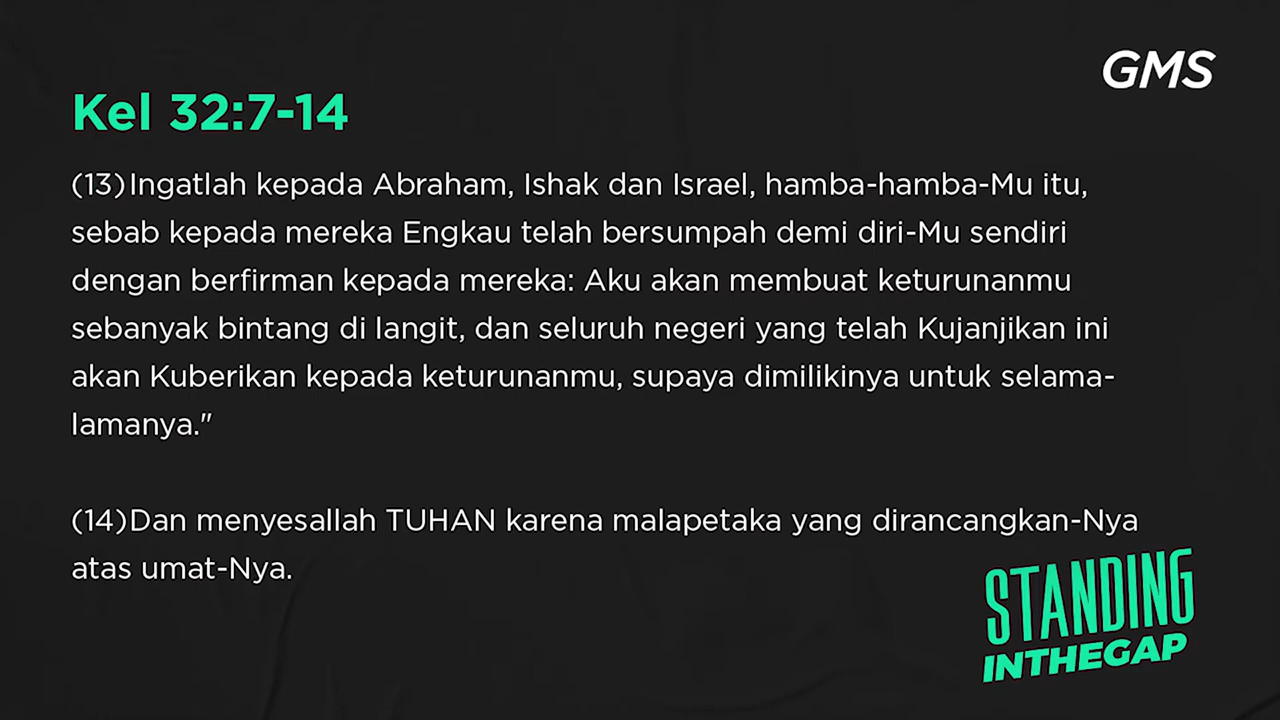 GMS
Kel 32:7-14
(13)Ingatlah kepada Abraham, Ishak dan Israel, hamba-hamba-Mu itu,
sebab kepada mereka Engkau telah bersumpah demi diri-Mu sendiri
dengan berfirman kepada mereka: Aku akan membuat keturunanmu
sebanyak bintang di langit, dan seluruh negeri yang telah Kujanjikan ini
akan Kuberikan kepada keturunanmu, supaya dimilikinya untuk selama-
lamanya."
(14)Dan menyesallah TUHAN karena malapetaka yang dirancangkan-Nya
atas umat-Nya.
STANDING
INTHEGAP